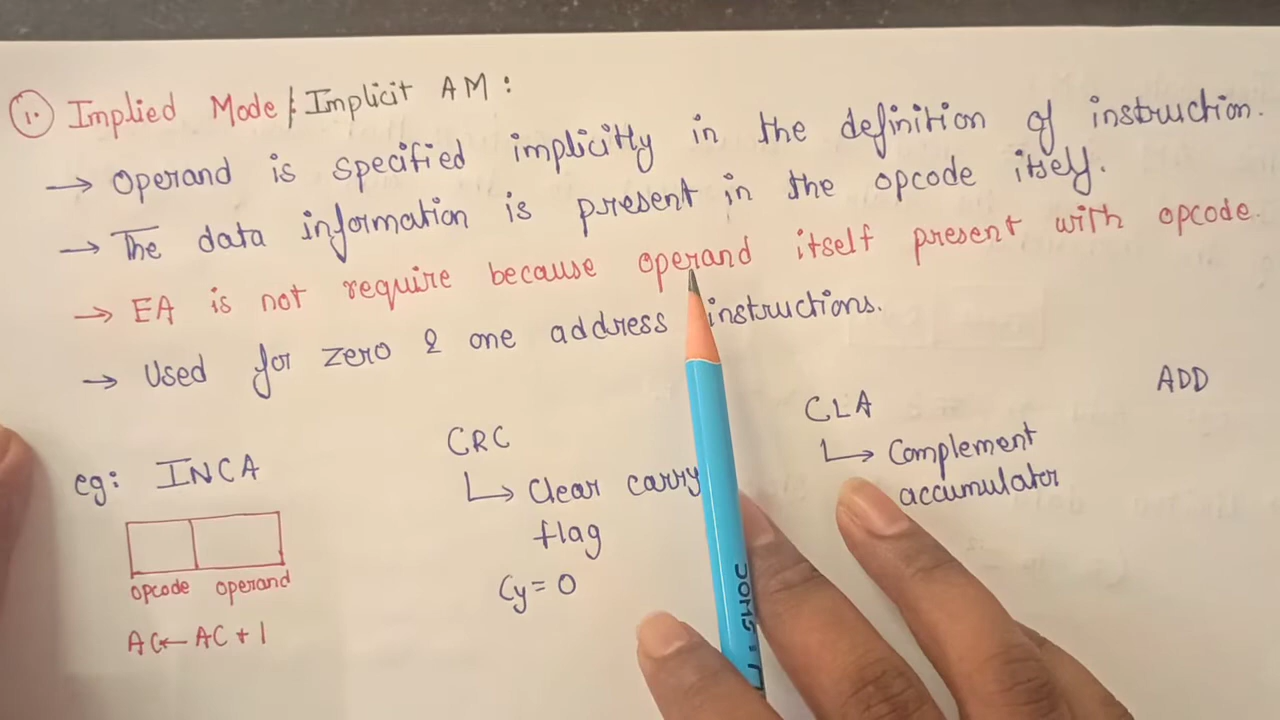 1. Implied Mode / Implicit AM :
→ Operand is specified implicitly in the definition of instruction.
→ The data information is present in the opcode itself.
→ EA is not require because operand itself present with opcode.
→ Used for zero & one address instructions.
eg: INCA
opcode operand
AC ← AC + 1
CRC
↳ Clear carry
flag
Cy = 0
CLA
↳ Complement
accumulator
ADD
DOMS